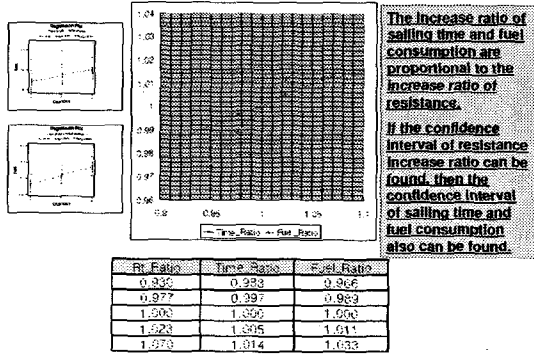 Regression Plot
Regression Plot
1.04
1.03
1.02
1.01
1
0.99
0.98
0.97
0.96
0.9
0.95
1
1.05
1.1
Time_Ratio
Fuel_Ratio
The increase ratio of
sailing time and fuel
consumption are
proportional to the
increase ratio of
resistance.
If the confidence
interval of resistance
increase ratio can be
found, then the
confidence interval
of sailing time and
fuel consumption
also can be found.
Rt_Ratio Time_Ratio Fuel_Ratio
0.930 0.983 0.966
0.977 0.997 0.989
1.000 1.000 1.000
1.023 1.005 1.011
1.070 1.014 1.033